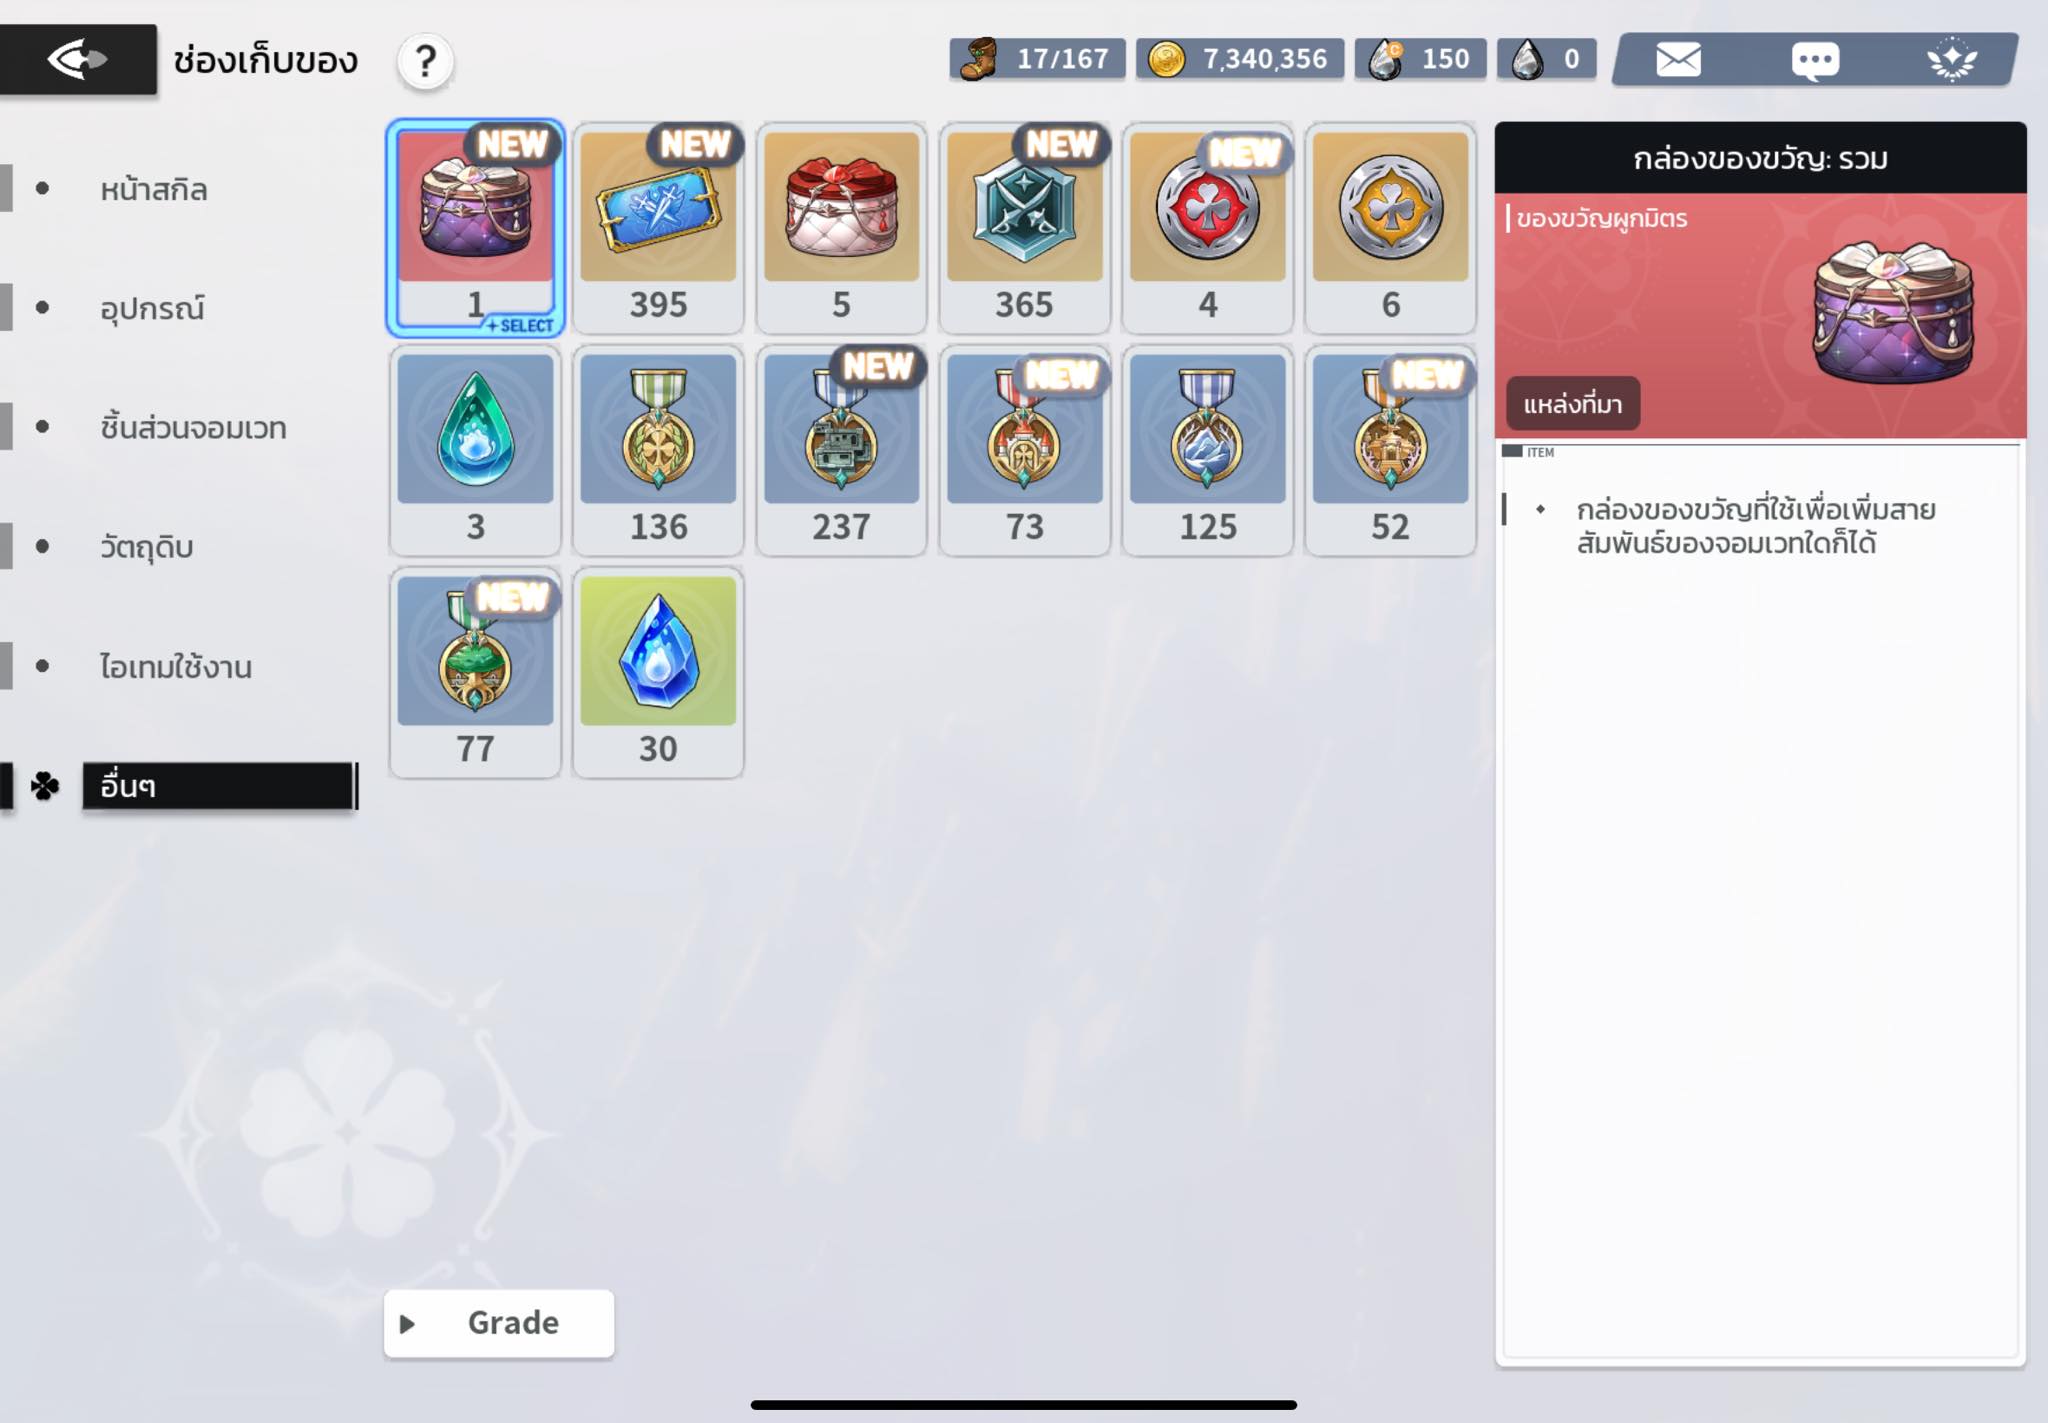 ช่องเก็บของ
?
17/167
7,340,356
C
150
0
หน้าสกิล
อุปกรณ์
ชิ้นส่วนจอมเวท
วัตถุดิบ
ไอเทมใช้งาน
อื่นๆ
NEW
NEW
NEW
NEW
1
395
5
365
4
6
SELECT
NEW
NEW
NEW
3
136
237
73
125
52
NEW
77
30
Grade
กล่องของขวัญ: รวม
ของขวัญผูกมิตร
แหล่งที่มา
ITEM
กล่องของขวัญที่ใช้เพื่อเพิ่มสาย
สัมพันธ์ของจอมเวทใดก็ได้